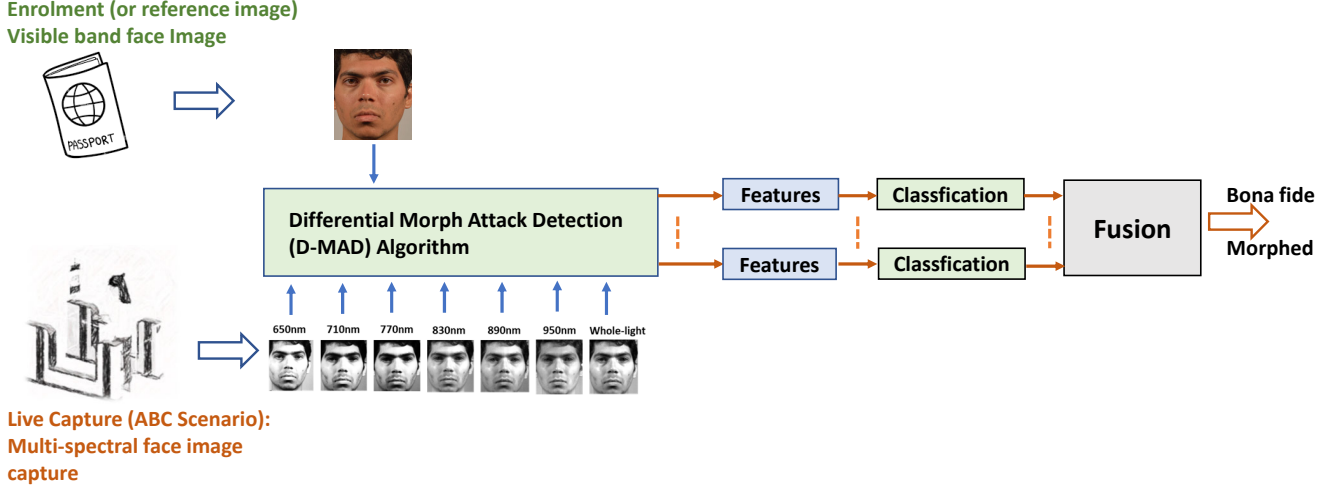 Enrolment (or reference image)
Visible band face Image
PASSPORT
Differential Morph Attack Detection
(D-MAD) Algorithm
Features
Classfication
Features
Classfication
Fusion
Bona fide
Morphed
650nm
710nm
770nm
830nm
890nm
950nm
Whole-light
Live Capture (ABC Scenario):
Multi-spectral face image
capture